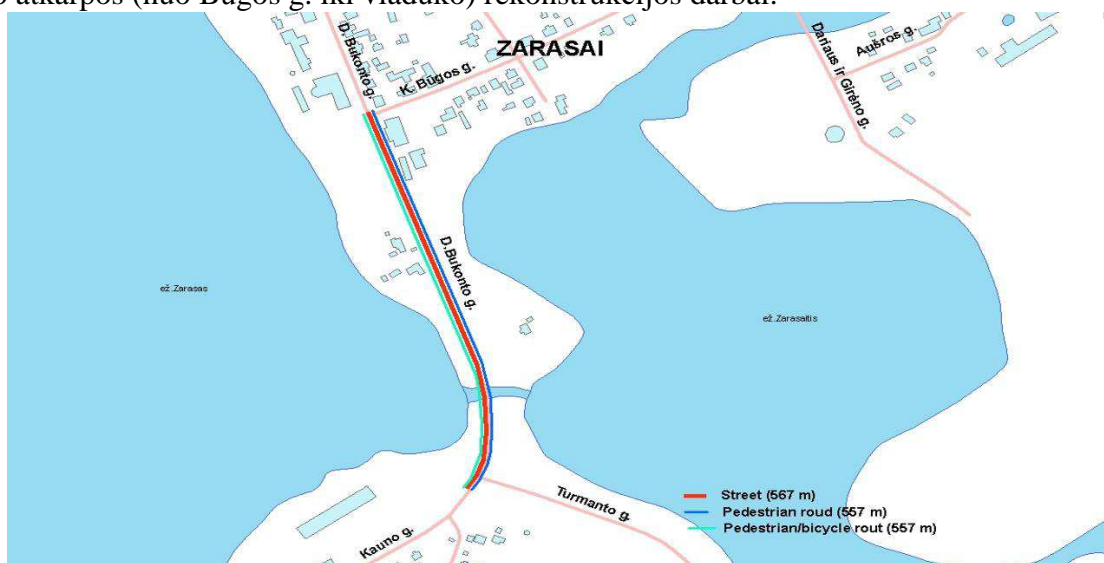 atkarpos (nuo Būgos g. iki viaduko) rekonstrukcijos darbai.
D. Bukonto g.
ZARASAI
K. Būgos g.
Dariaus ir Girėno g.
Aušros g.
D.Bukonto g.
ež.Zarasas
ež.Zarasaitis
Street (567 m)
Pedestrian roud (557 m)
Pedestrian/bicycle rout (557 m)
Turmanto g.
Kauno g.